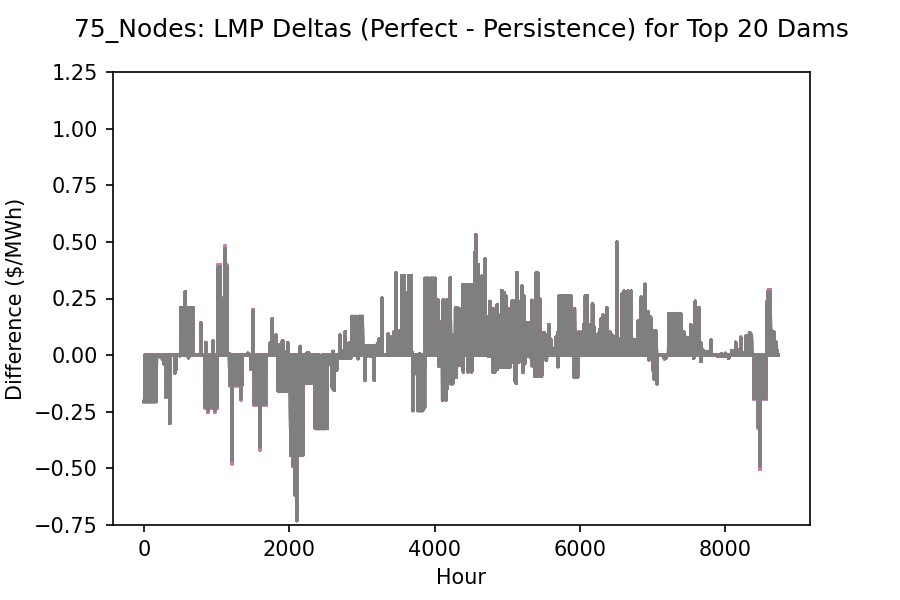 75_Nodes: LMP Deltas (Perfect - Persistence) for Top 20 Dams
1.25
1.00
0.75
0.50
0.25
0.00
−0.25
−0.50
−0.75
Difference ($/MWh)
0 2000 4000 6000 8000
Hour